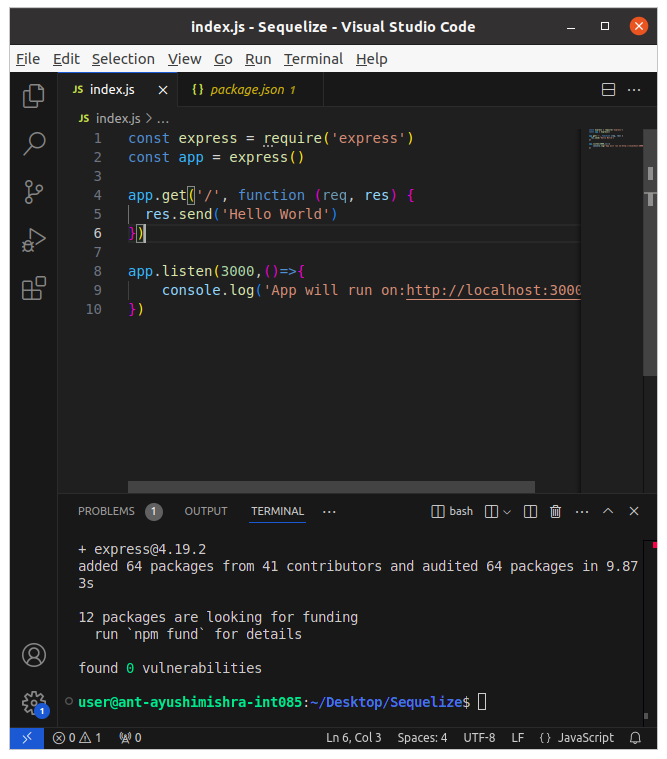 index.js - Sequelize - Visual Studio Code
File Edit Selection View Go Run Terminal Help
JS index.js × {} package.json 1 ···
JS index.js > ...
1 const express = require('express')
2 const app = express()
3
4 app.get('/', function (req, res) {
5 res.send('Hello World')
6 })
7
8 app.listen(3000,()=>{
9 console.log('App will run on:http://localhost:3000
10 })
PROBLEMS 1 OUTPUT TERMINAL ··· bash ···
+ express@4.19.2
added 64 packages from 41 contributors and audited 64 packages in 9.87
3s
12 packages are looking for funding
run `npm fund` for details
found 0 vulnerabilities
user@ant-ayushimishra-int085:~/Desktop/Sequelize$
1
0 1 0 Ln 6, Col 3 Spaces: 4 UTF-8 LF {} JavaScript